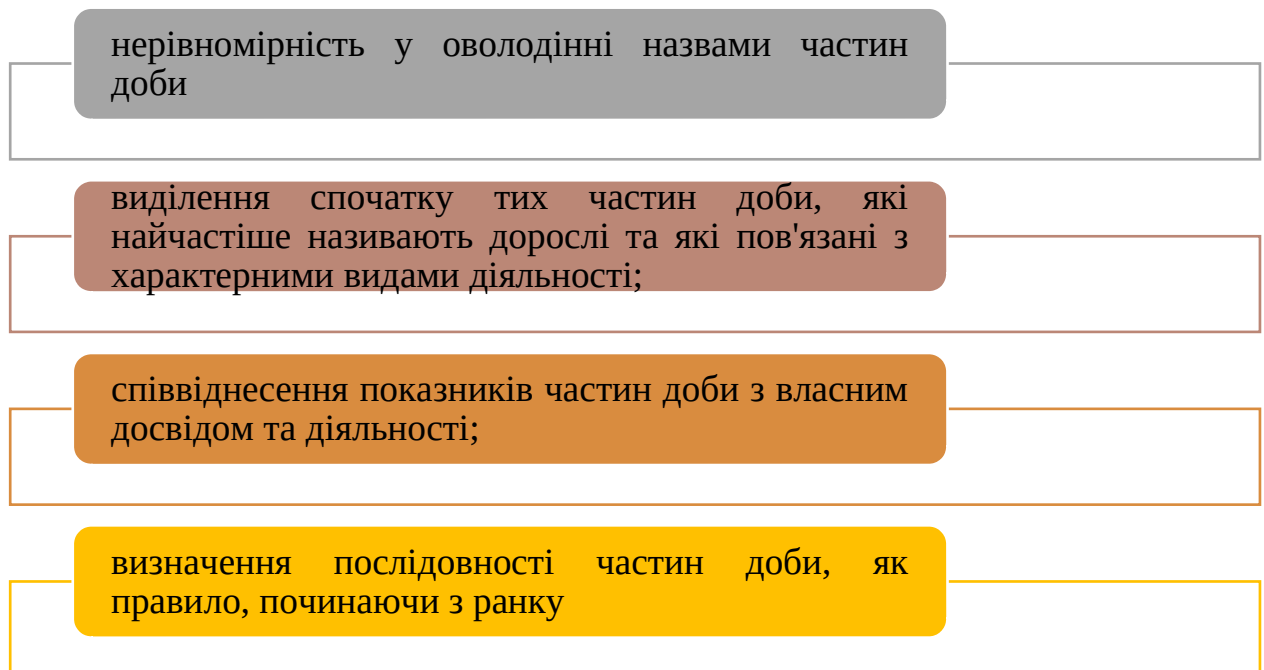 нерівномірність у оволодінні назвами частин
доби
виділення спочатку тих частин доби, які
найчастіше називають дорослі та які пов'язані з
характерними видами діяльності;
співвіднесення показників частин доби з власним
досвідом та діяльності;
визначення послідовності частин доби, як
правило, починаючи з ранку